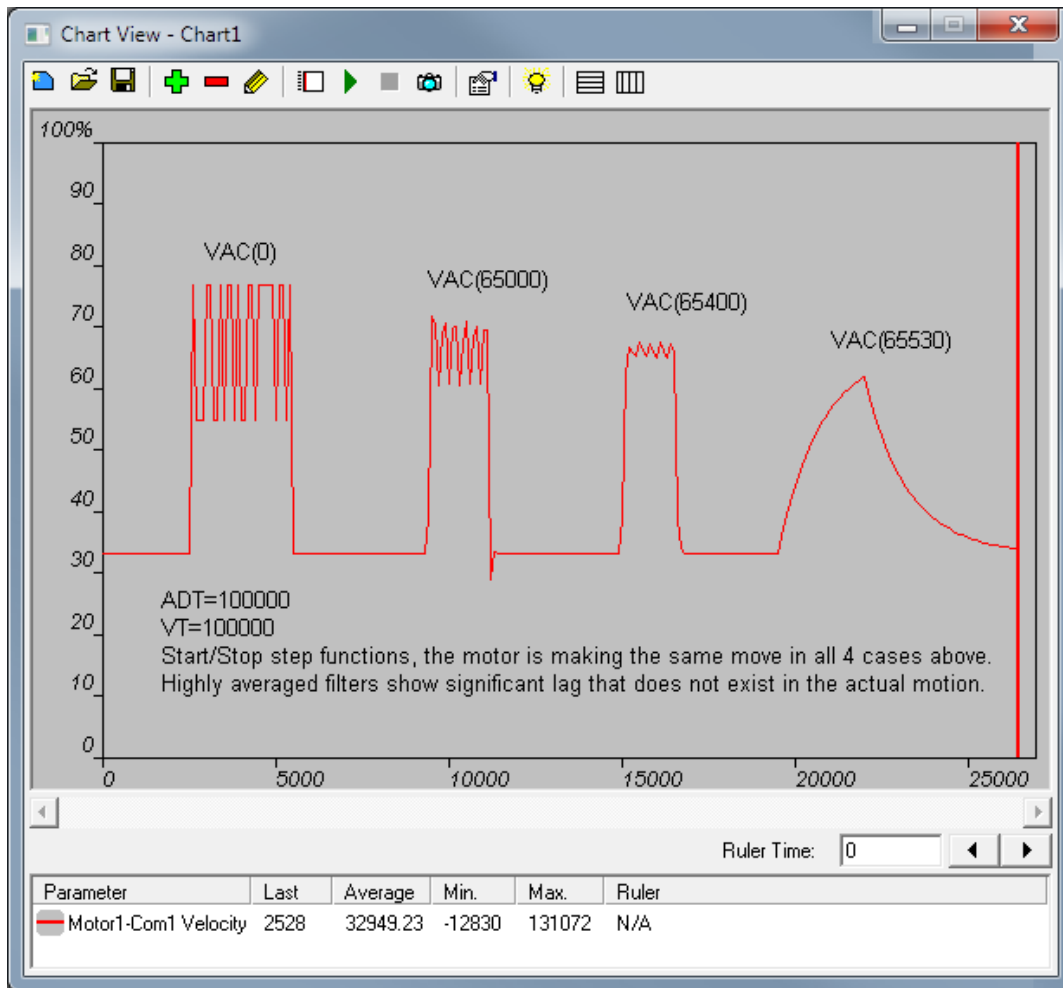 Chart View - Chart1
100%
90
80
70
60
50
40
30
20
10
0
VAC(0)
VAC(65000)
VAC(65400)
VAC(65530)
ADT=100000
VT=100000
Start/Stop step functions, the motor is making the same move in all 4 cases above.
Highly averaged filters show significant lag that does not exist in the actual motion.
0 5000 10000 15000 20000 25000
Ruler Time: 0
Parameter Last Average Min. Max. Ruler
Motor1-Com1 Velocity 2528 32949.23 -12830 131072 N/A